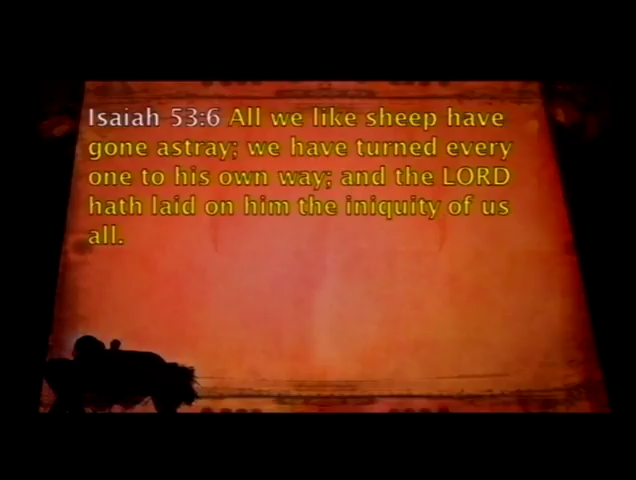 Isaiah 53:6 All we like sheep have
gone astray; we have turned every
one to his own way; and the LORD
hath laid on him the iniquity of us
all.